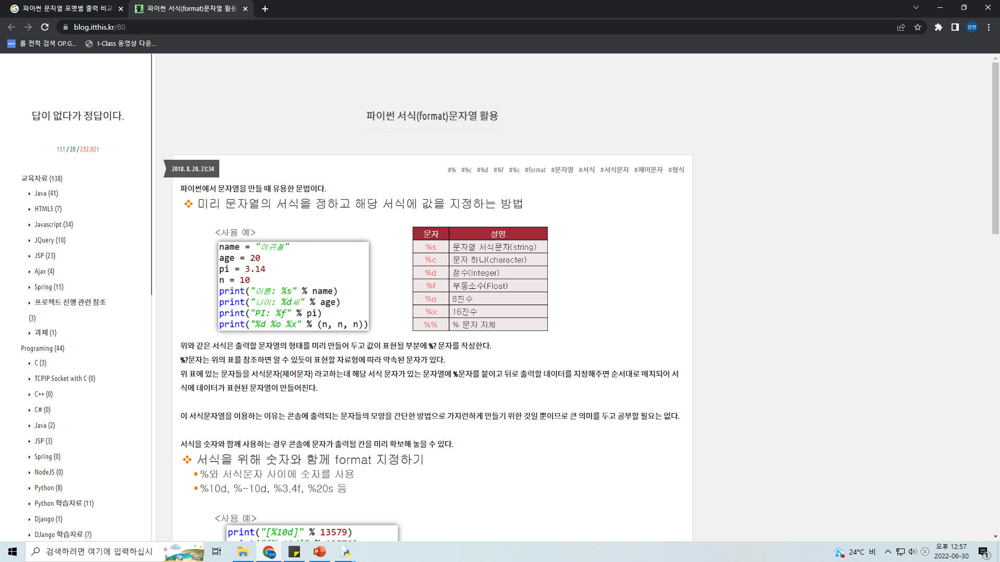 파이썬 문자열 포맷별 출력 비교
파이썬 서식(format)문자열 활용
blog.itthis.kr/80
장현
롤 전적 검색 OP.G...
I-Class 동영상 다운...
답이 없다가 정답이다.
151 / 28 / 252,021
교육자료 (138)
Java (41)
HTML5 (7)
Javascript (34)
JQuery (10)
JSP (23)
Ajax (4)
Spring (15)
프로젝트 진행 관련 참조
(3)
과제 (1)
Programing (44)
C (3)
TCPIP Socket with C (0)
C++ (0)
C# (0)
Java (2)
JSP (3)
Spring (0)
NodeJS (0)
Python (8)
Python 학습자료 (11)
Django (1)
DJango 학습자료 (7)
파이썬 서식(format)문자열 활용
2018. 8. 20. 23:34
#% #%c #%d #%f #%s #format #문자열 #서식 #서식문자 #제어문자 #형식
파이썬에서 문자열을 만들 때 유용한 문법이다.
미리 문자열의 서식을 정하고 해당 서식에 값을 지정하는 방법
<사용 예>
name = "이규철"
age = 20
pi = 3.14
n = 10
print("이름: %s" % name)
print("나이: %d세" % age)
print("PI: %f" % pi)
print("%d %o %x" % (n, n, n))
문자 설명
%s 문자열 서식문자(string)
%c 문자 하나(character)
%d 정수(Integer)
%f 부동소수(Float)
%o 8진수
%x 16진수
%% % 문자 자체
위와 같은 서식은 출력할 문자열의 형태를 미리 만들어 두고 값이 표현될 부분에 %? 문자를 작성한다.
%?문자는 위의 표를 참조하면 알 수 있듯이 표현할 자료형에 따라 약속된 문자가 있다.
위 표에 있는 문자들을 서식문자(제어문자) 라고하는데 해당 서식 문자가 있는 문자열에 %문자를 붙이고 뒤로 출력할 데이터를 지정해주면 순서대로 매치되어 서
식에 데이터가 표현된 문자열이 만들어진다.
이 서식문자열을 이용하는 이유는 콘솔에 출력되는 문자들의 모양을 간단한 방법으로 가지런하게 만들기 위한 것일 뿐이므로 큰 의미를 두고 공부할 필요는 없다.
서식을 숫자와 함께 사용하는 경우 콘솔에 문자가 출력될 칸을 미리 확보해 놓을 수 있다.
서식을 위해 숫자와 함께 format 지정하기
%와 서식문자 사이에 숫자를 사용
%10d, %-10d, %3.4f, %20s 등
<사용 예>
print("[%10d]" % 13579)
검색하려면 여기에 입력하십시
24°C 비
오후 12:57
2022-06-30
1